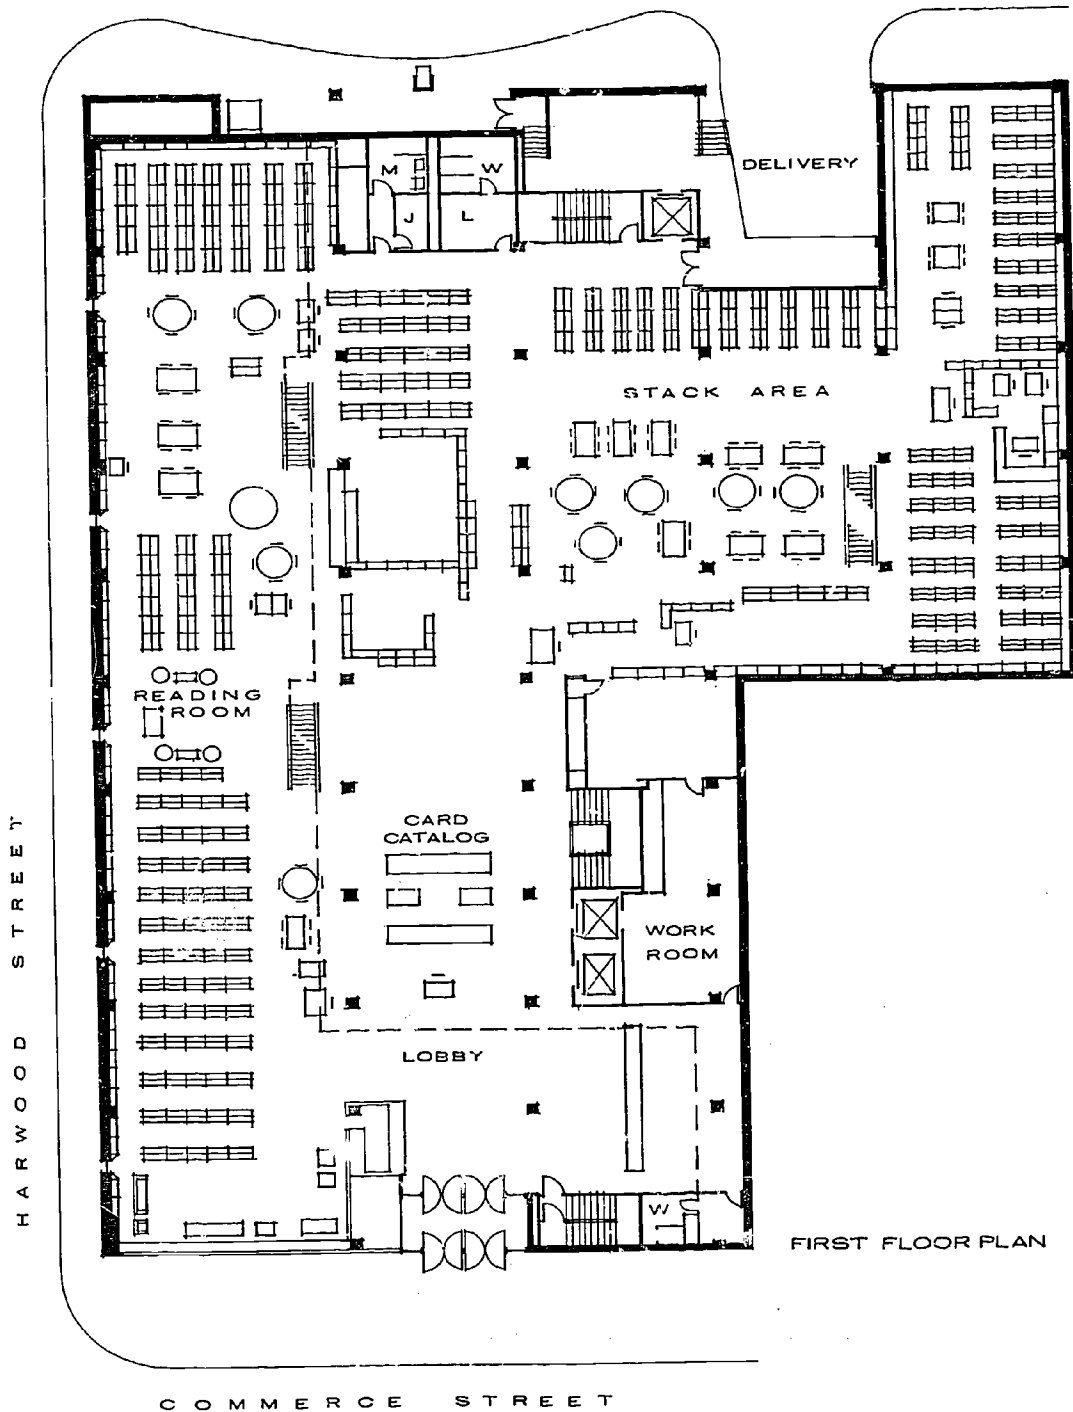 DELIVERY
M
W
J
L
STACK AREA
READING
ROOM
CARD
CATALOG
WORK
ROOM
LOBBY
W
FIRST FLOOR PLAN
HARWOOD STREET
COMMERCE STREET